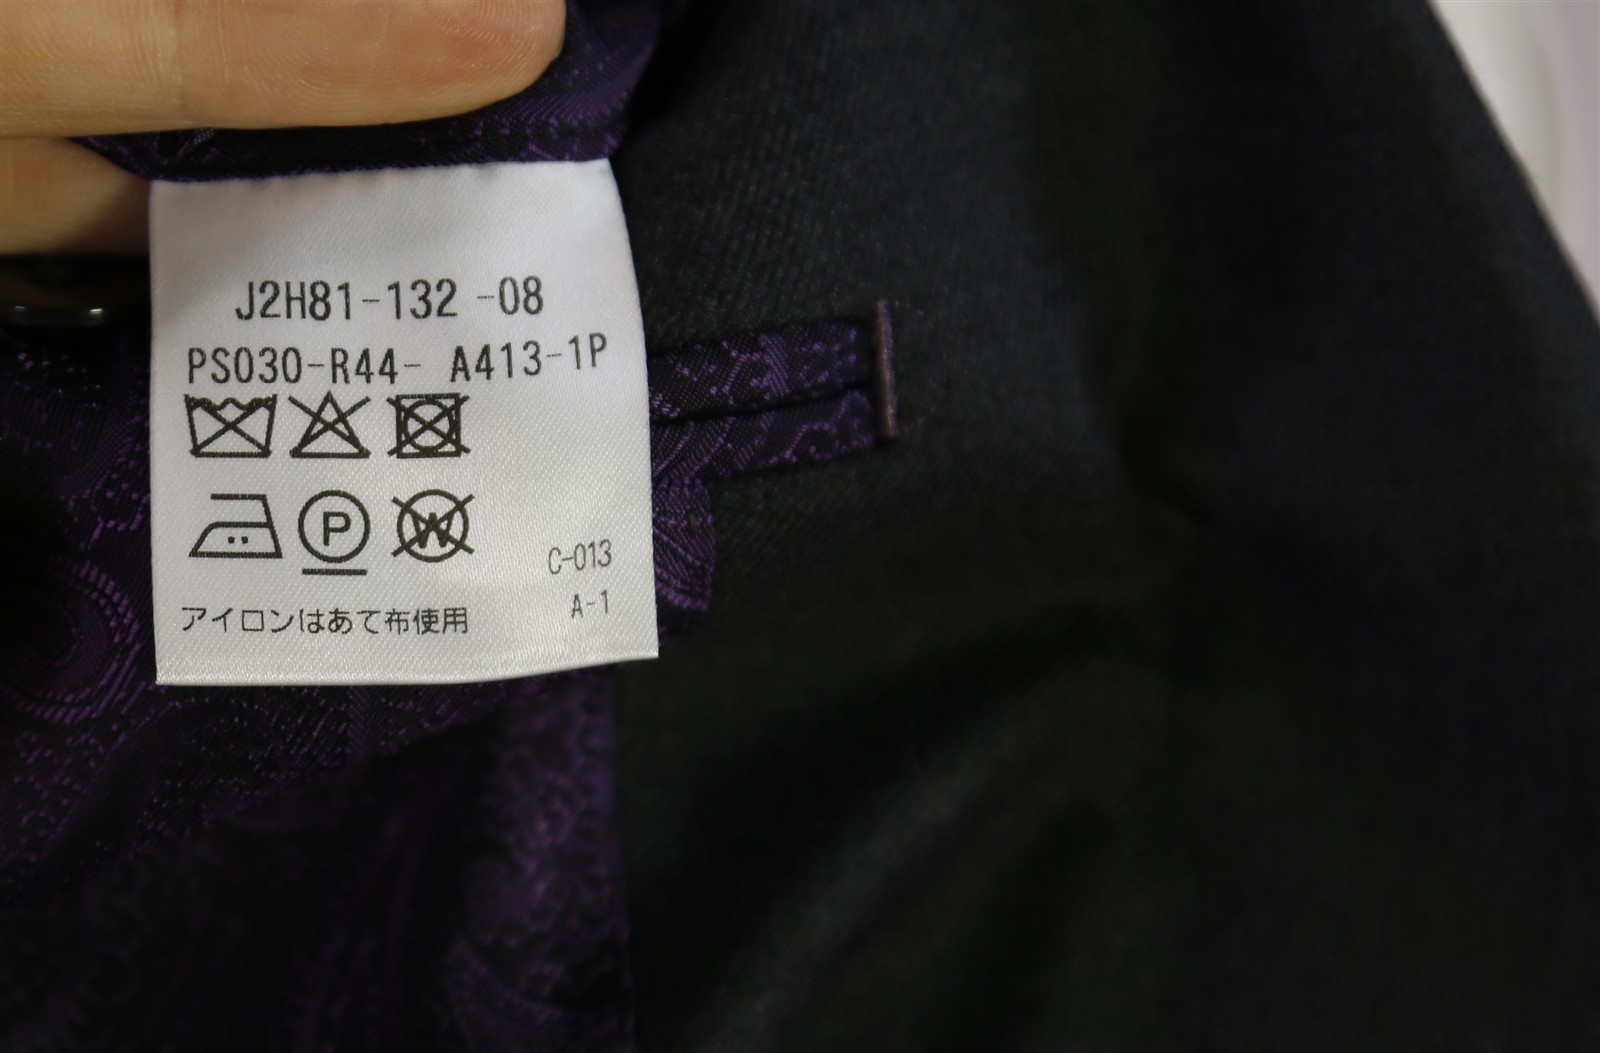 J2H81-132 -08
PS030-R44- A413-1P
P W
C-013
アイロンはあて布使用 A-1